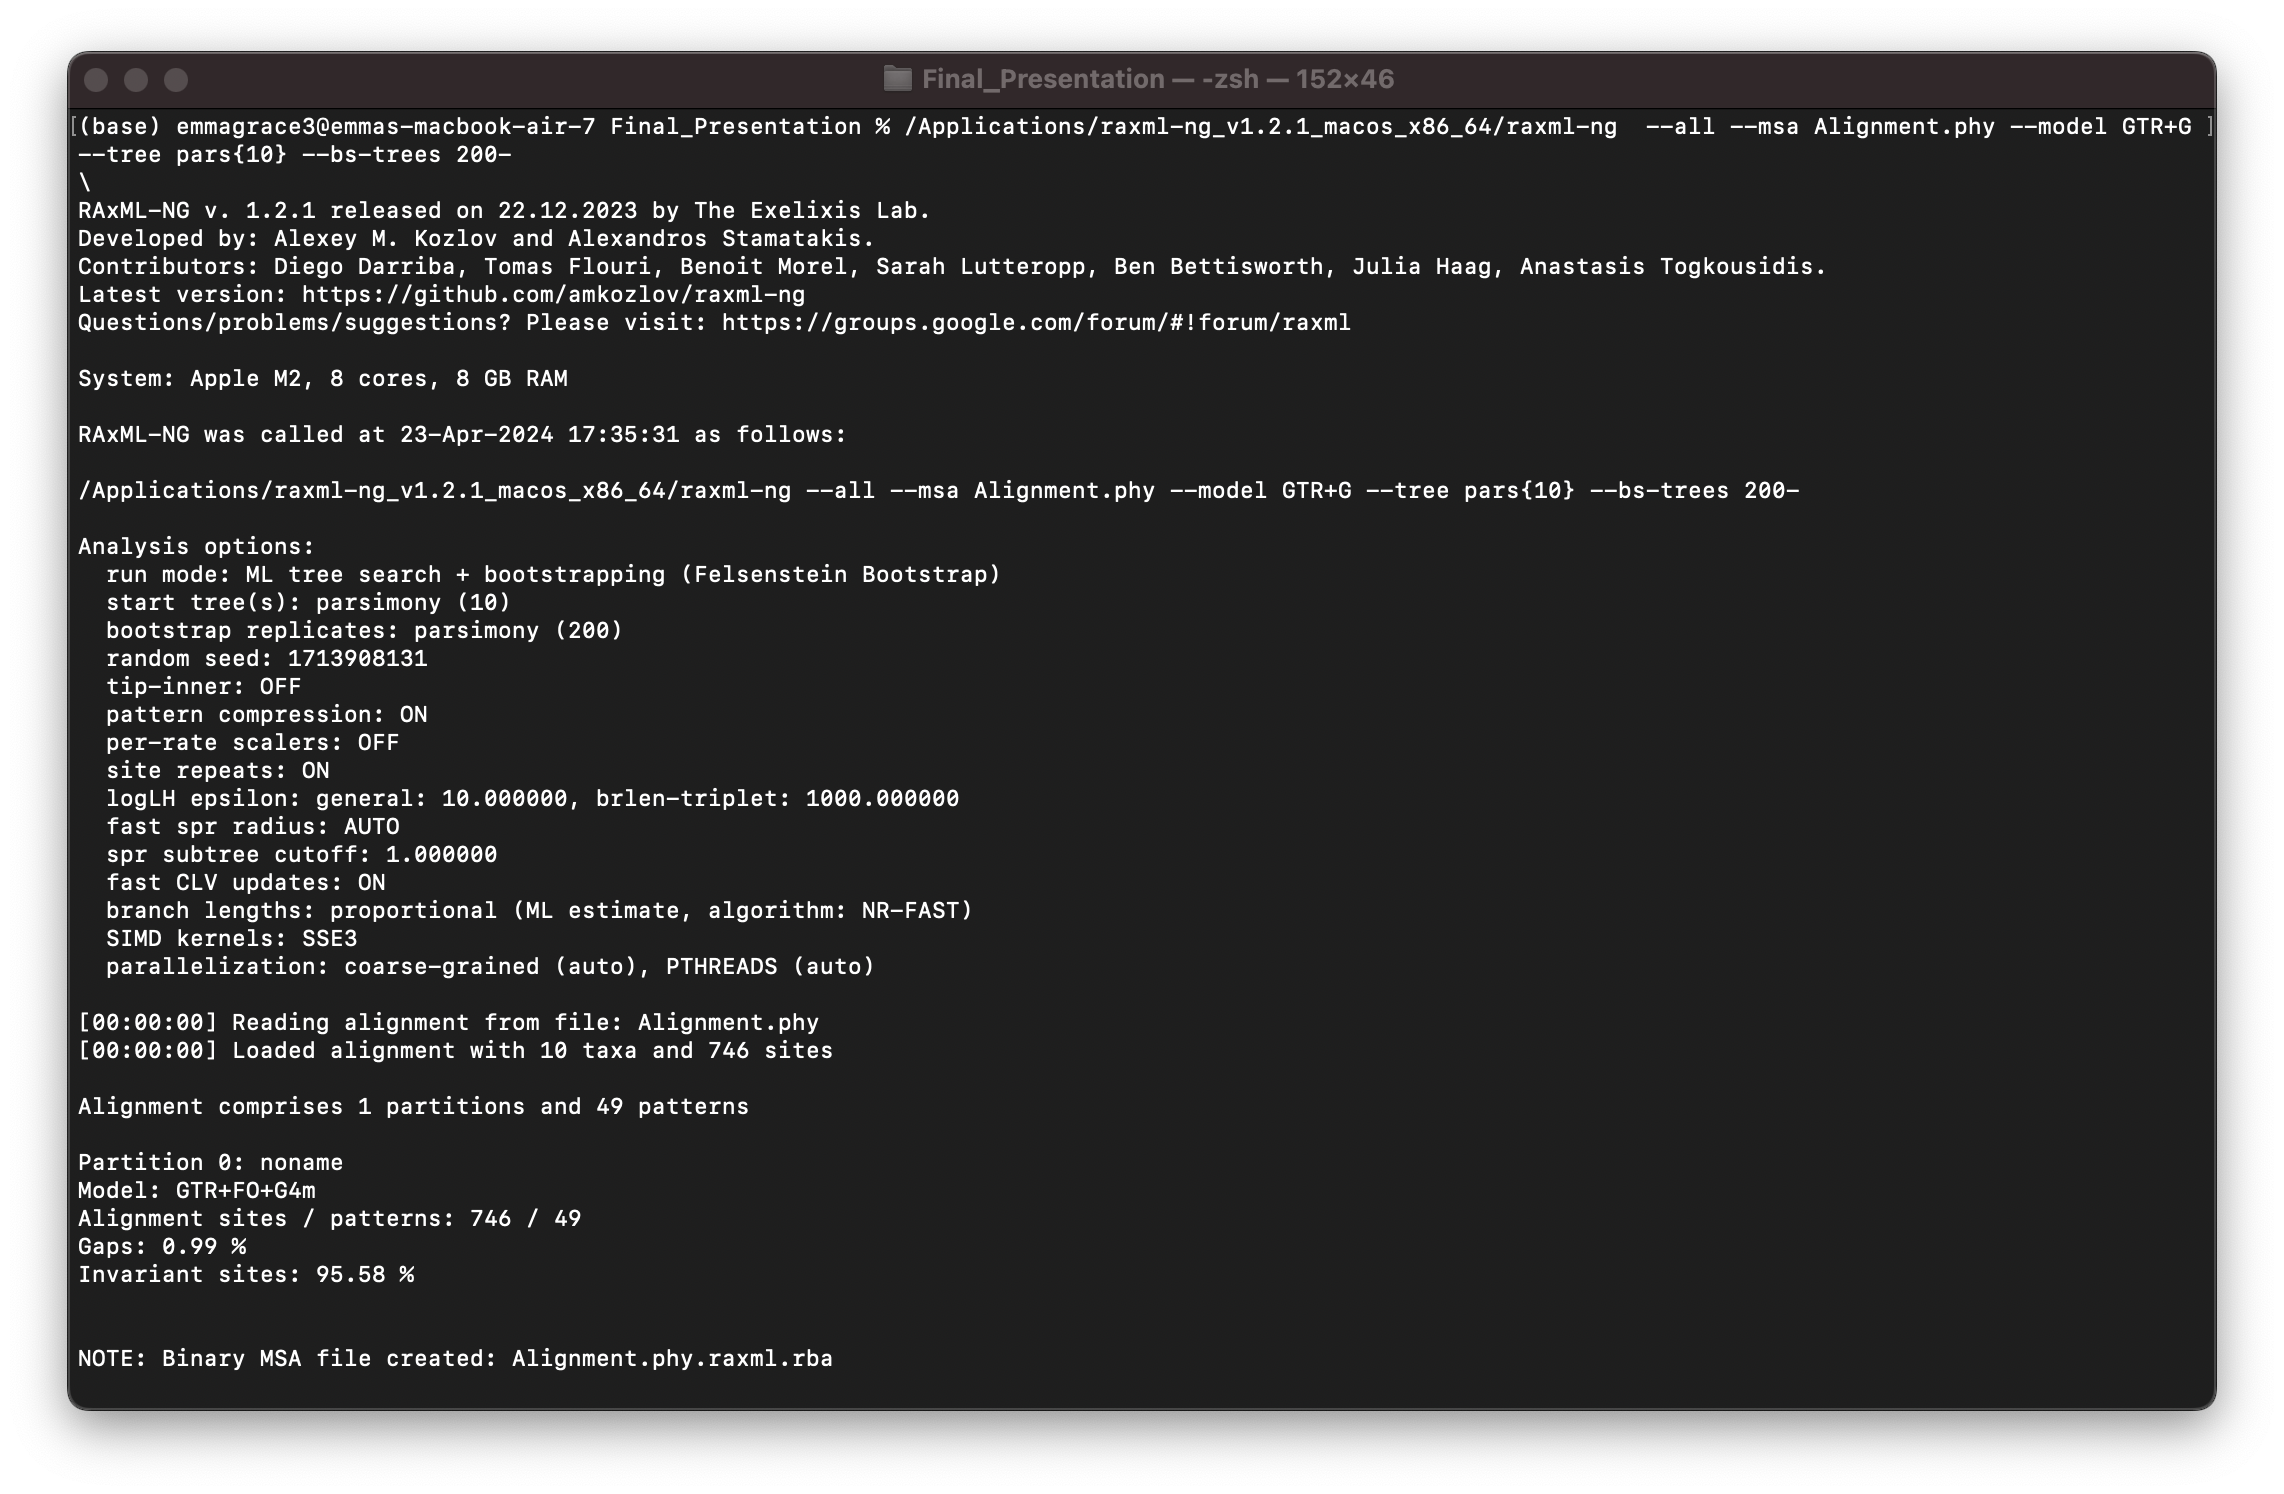 Final_Presentation — -zsh — 152×46
[(base) emmagrace3@emmas-macbook-air-7 Final_Presentation % /Applications/raxml-ng_v1.2.1_macos_x86_64/raxml-ng  --all --msa Alignment.phy --model GTR+G ]
--tree pars{10} --bs-trees 200-
\
RAxML-NG v. 1.2.1 released on 22.12.2023 by The Exelixis Lab.
Developed by: Alexey M. Kozlov and Alexandros Stamatakis.
Contributors: Diego Darriba, Tomas Flouri, Benoit Morel, Sarah Lutteropp, Ben Bettisworth, Julia Haag, Anastasis Togkousidis.
Latest version: https://github.com/amkozlov/raxml-ng
Questions/problems/suggestions? Please visit: https://groups.google.com/forum/#!forum/raxml
System: Apple M2, 8 cores, 8 GB RAM
RAxML-NG was called at 23-Apr-2024 17:35:31 as follows:
/Applications/raxml-ng_v1.2.1_macos_x86_64/raxml-ng --all --msa Alignment.phy --model GTR+G --tree pars{10} --bs-trees 200-
Analysis options:
  run mode: ML tree search + bootstrapping (Felsenstein Bootstrap)
  start tree(s): parsimony (10)
  bootstrap replicates: parsimony (200)
  random seed: 1713908131
  tip-inner: OFF
  pattern compression: ON
  per-rate scalers: OFF
  site repeats: ON
  logLH epsilon: general: 10.000000, brlen-triplet: 1000.000000
  fast spr radius: AUTO
  spr subtree cutoff: 1.000000
  fast CLV updates: ON
  branch lengths: proportional (ML estimate, algorithm: NR-FAST)
  SIMD kernels: SSE3
  parallelization: coarse-grained (auto), PTHREADS (auto)
[00:00:00] Reading alignment from file: Alignment.phy
[00:00:00] Loaded alignment with 10 taxa and 746 sites
Alignment comprises 1 partitions and 49 patterns
Partition 0: noname
Model: GTR+FO+G4m
Alignment sites / patterns: 746 / 49
Gaps: 0.99 %
Invariant sites: 95.58 %
NOTE: Binary MSA file created: Alignment.phy.raxml.rba